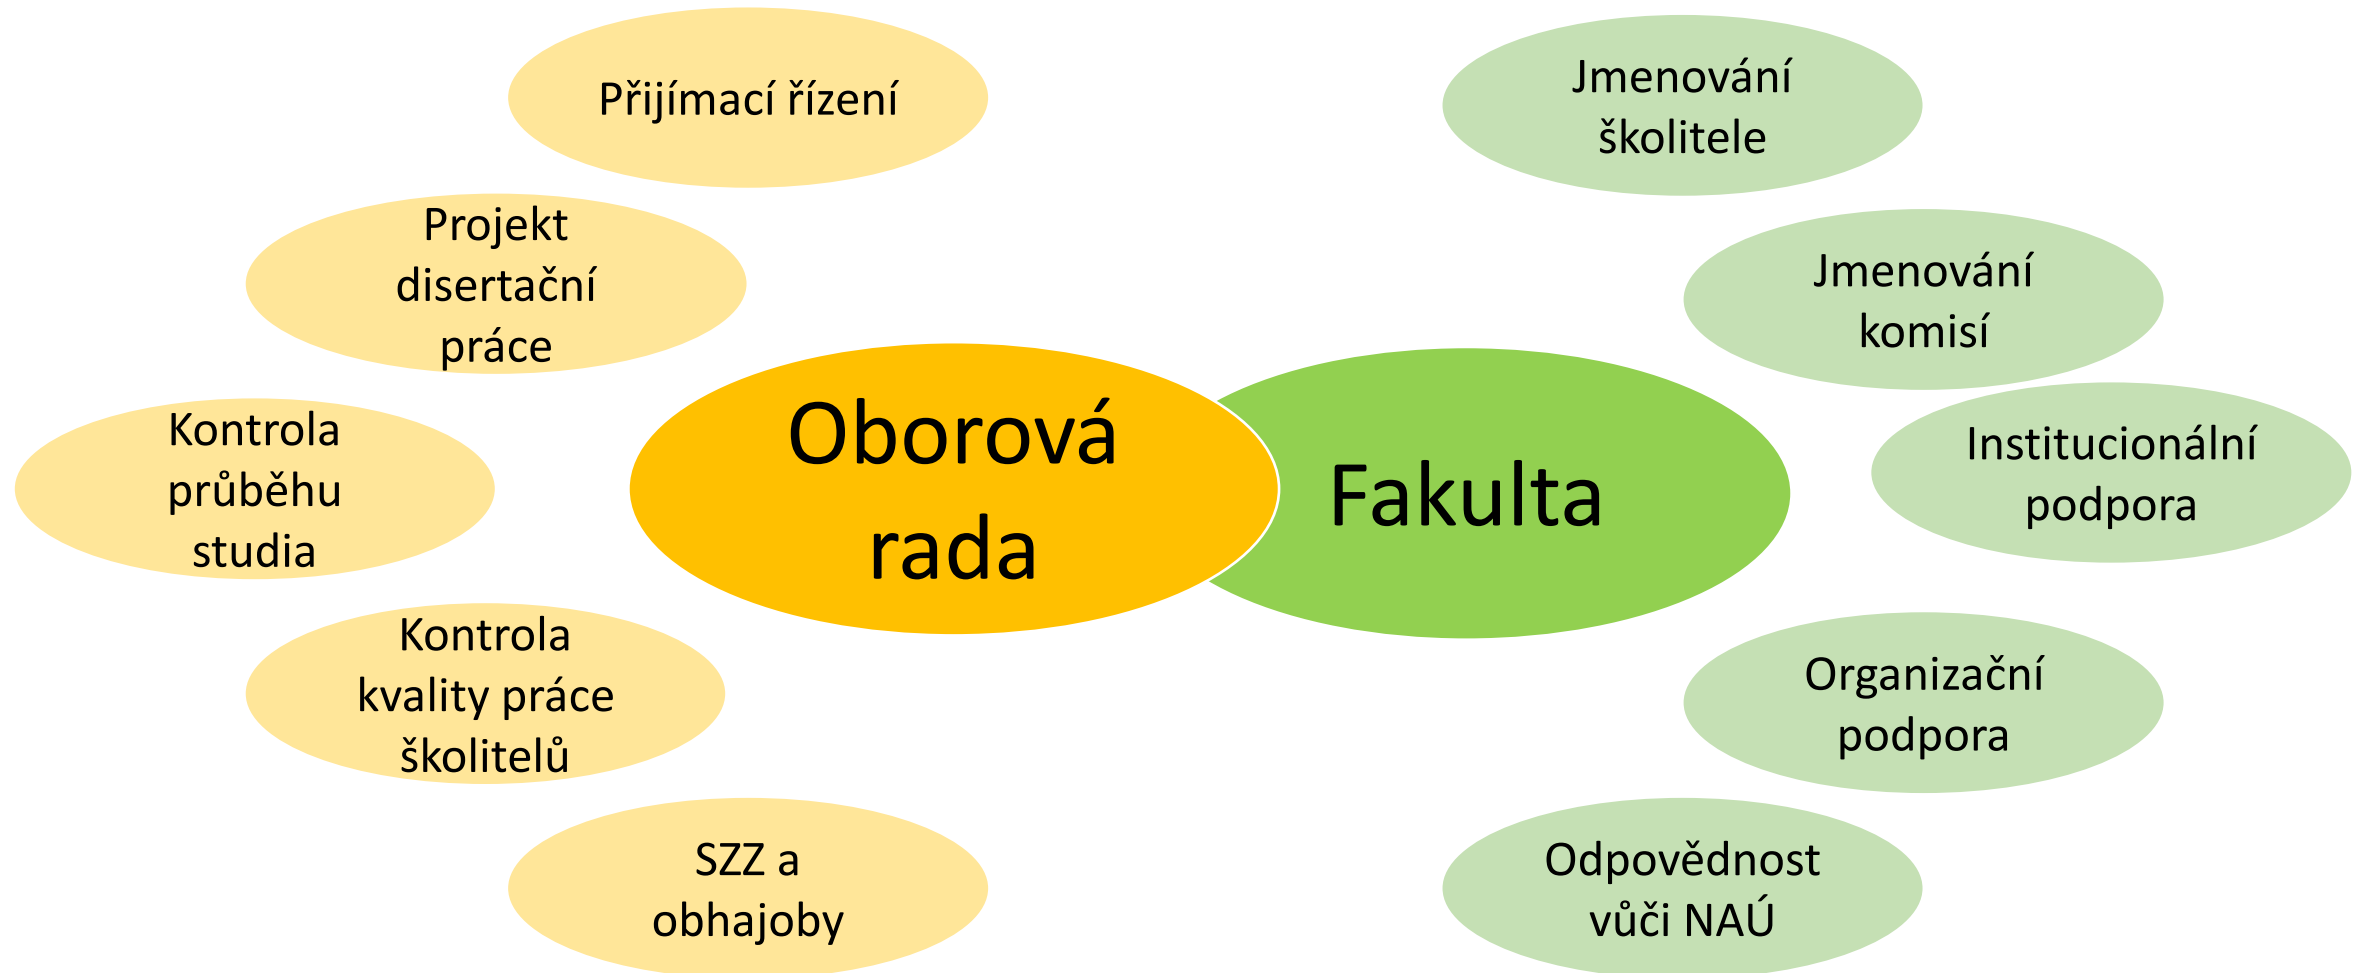 Přijímací řízení
Projekt
disertační
práce
Kontrola
průběhu
studia
Kontrola
kvality práce
školitelů
SZZ a
obhajoby
Oborová
rada
Fakulta
Jmenování
školitele
Jmenování
komisí
Institucionální
podpora
Organizační
podpora
Odpovědnost
vůči NAÚ